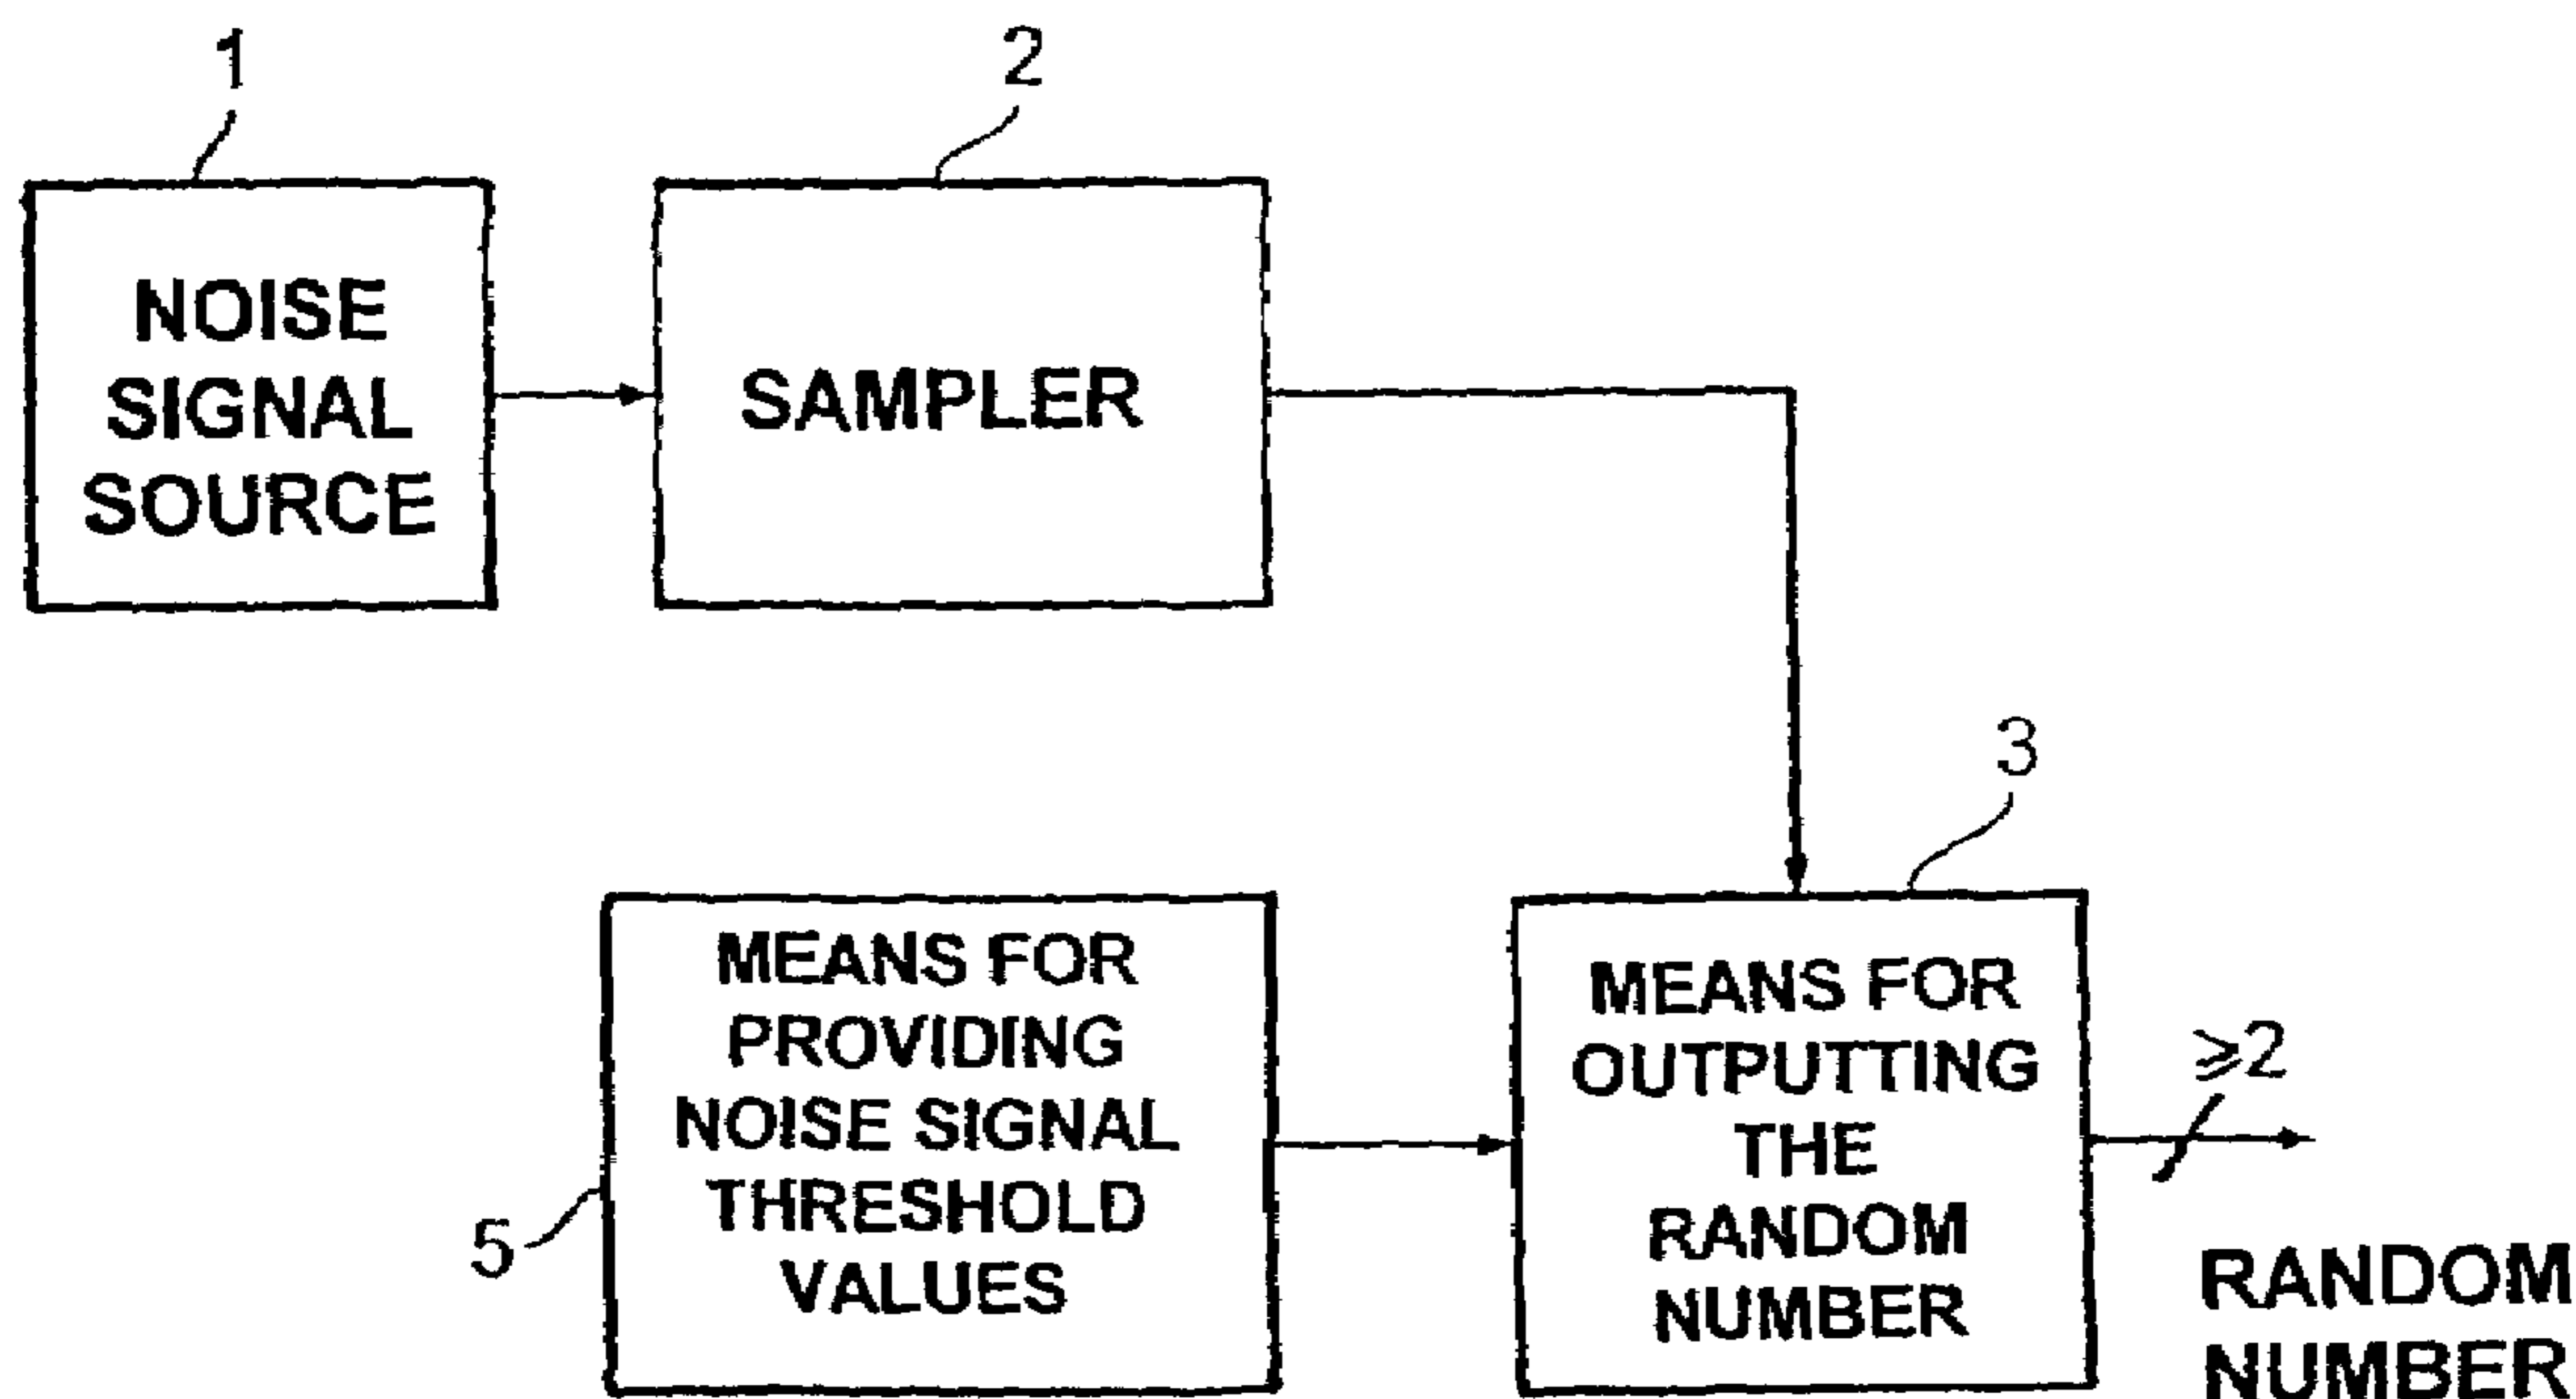 1
2
NOISE
SIGNAL
SOURCE
SAMPLER
3
MEANS FOR
PROVIDING
NOISE SIGNAL
THRESHOLD
VALUES
5
MEANS FOR
OUTPUTTING
THE
RANDOM
NUMBER
⩾2
RANDOM
NUMBER